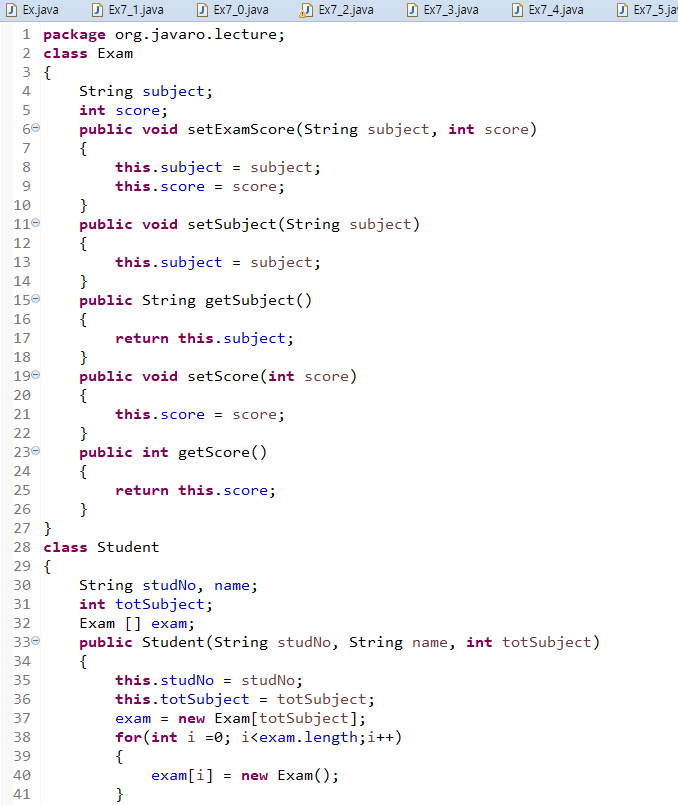 Ex.java Ex7_1.java Ex7_0.java Ex7_2.java Ex7_3.java Ex7_4.java Ex7_5.ja
1 package org.javaro.lecture;
2 class Exam
3 {
4     String subject;
5     int score;
6     public void setExamScore(String subject, int score)
7     {
8         this.subject = subject;
9         this.score = score;
10     }
11     public void setSubject(String subject)
12     {
13         this.subject = subject;
14     }
15     public String getSubject()
16     {
17         return this.subject;
18     }
19     public void setScore(int score)
20     {
21         this.score = score;
22     }
23     public int getScore()
24     {
25         return this.score;
26     }
27 }
28 class Student
29 {
30     String studNo, name;
31     int totSubject;
32     Exam [] exam;
33     public Student(String studNo, String name, int totSubject)
34     {
35         this.studNo = studNo;
36         this.totSubject = totSubject;
37         exam = new Exam[totSubject];
38         for(int i =0; i<exam.length;i++)
39         {
40             exam[i] = new Exam();
41         }